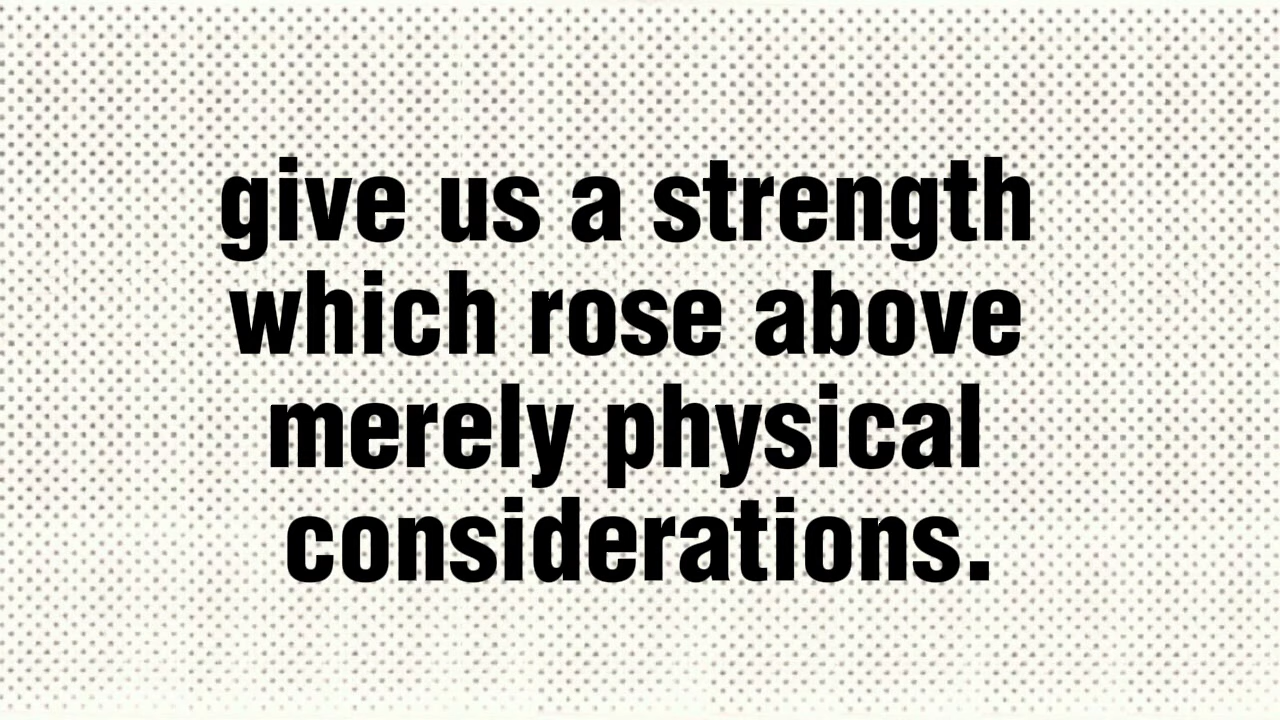 give us a strength
which rose above
merely physical
considerations.